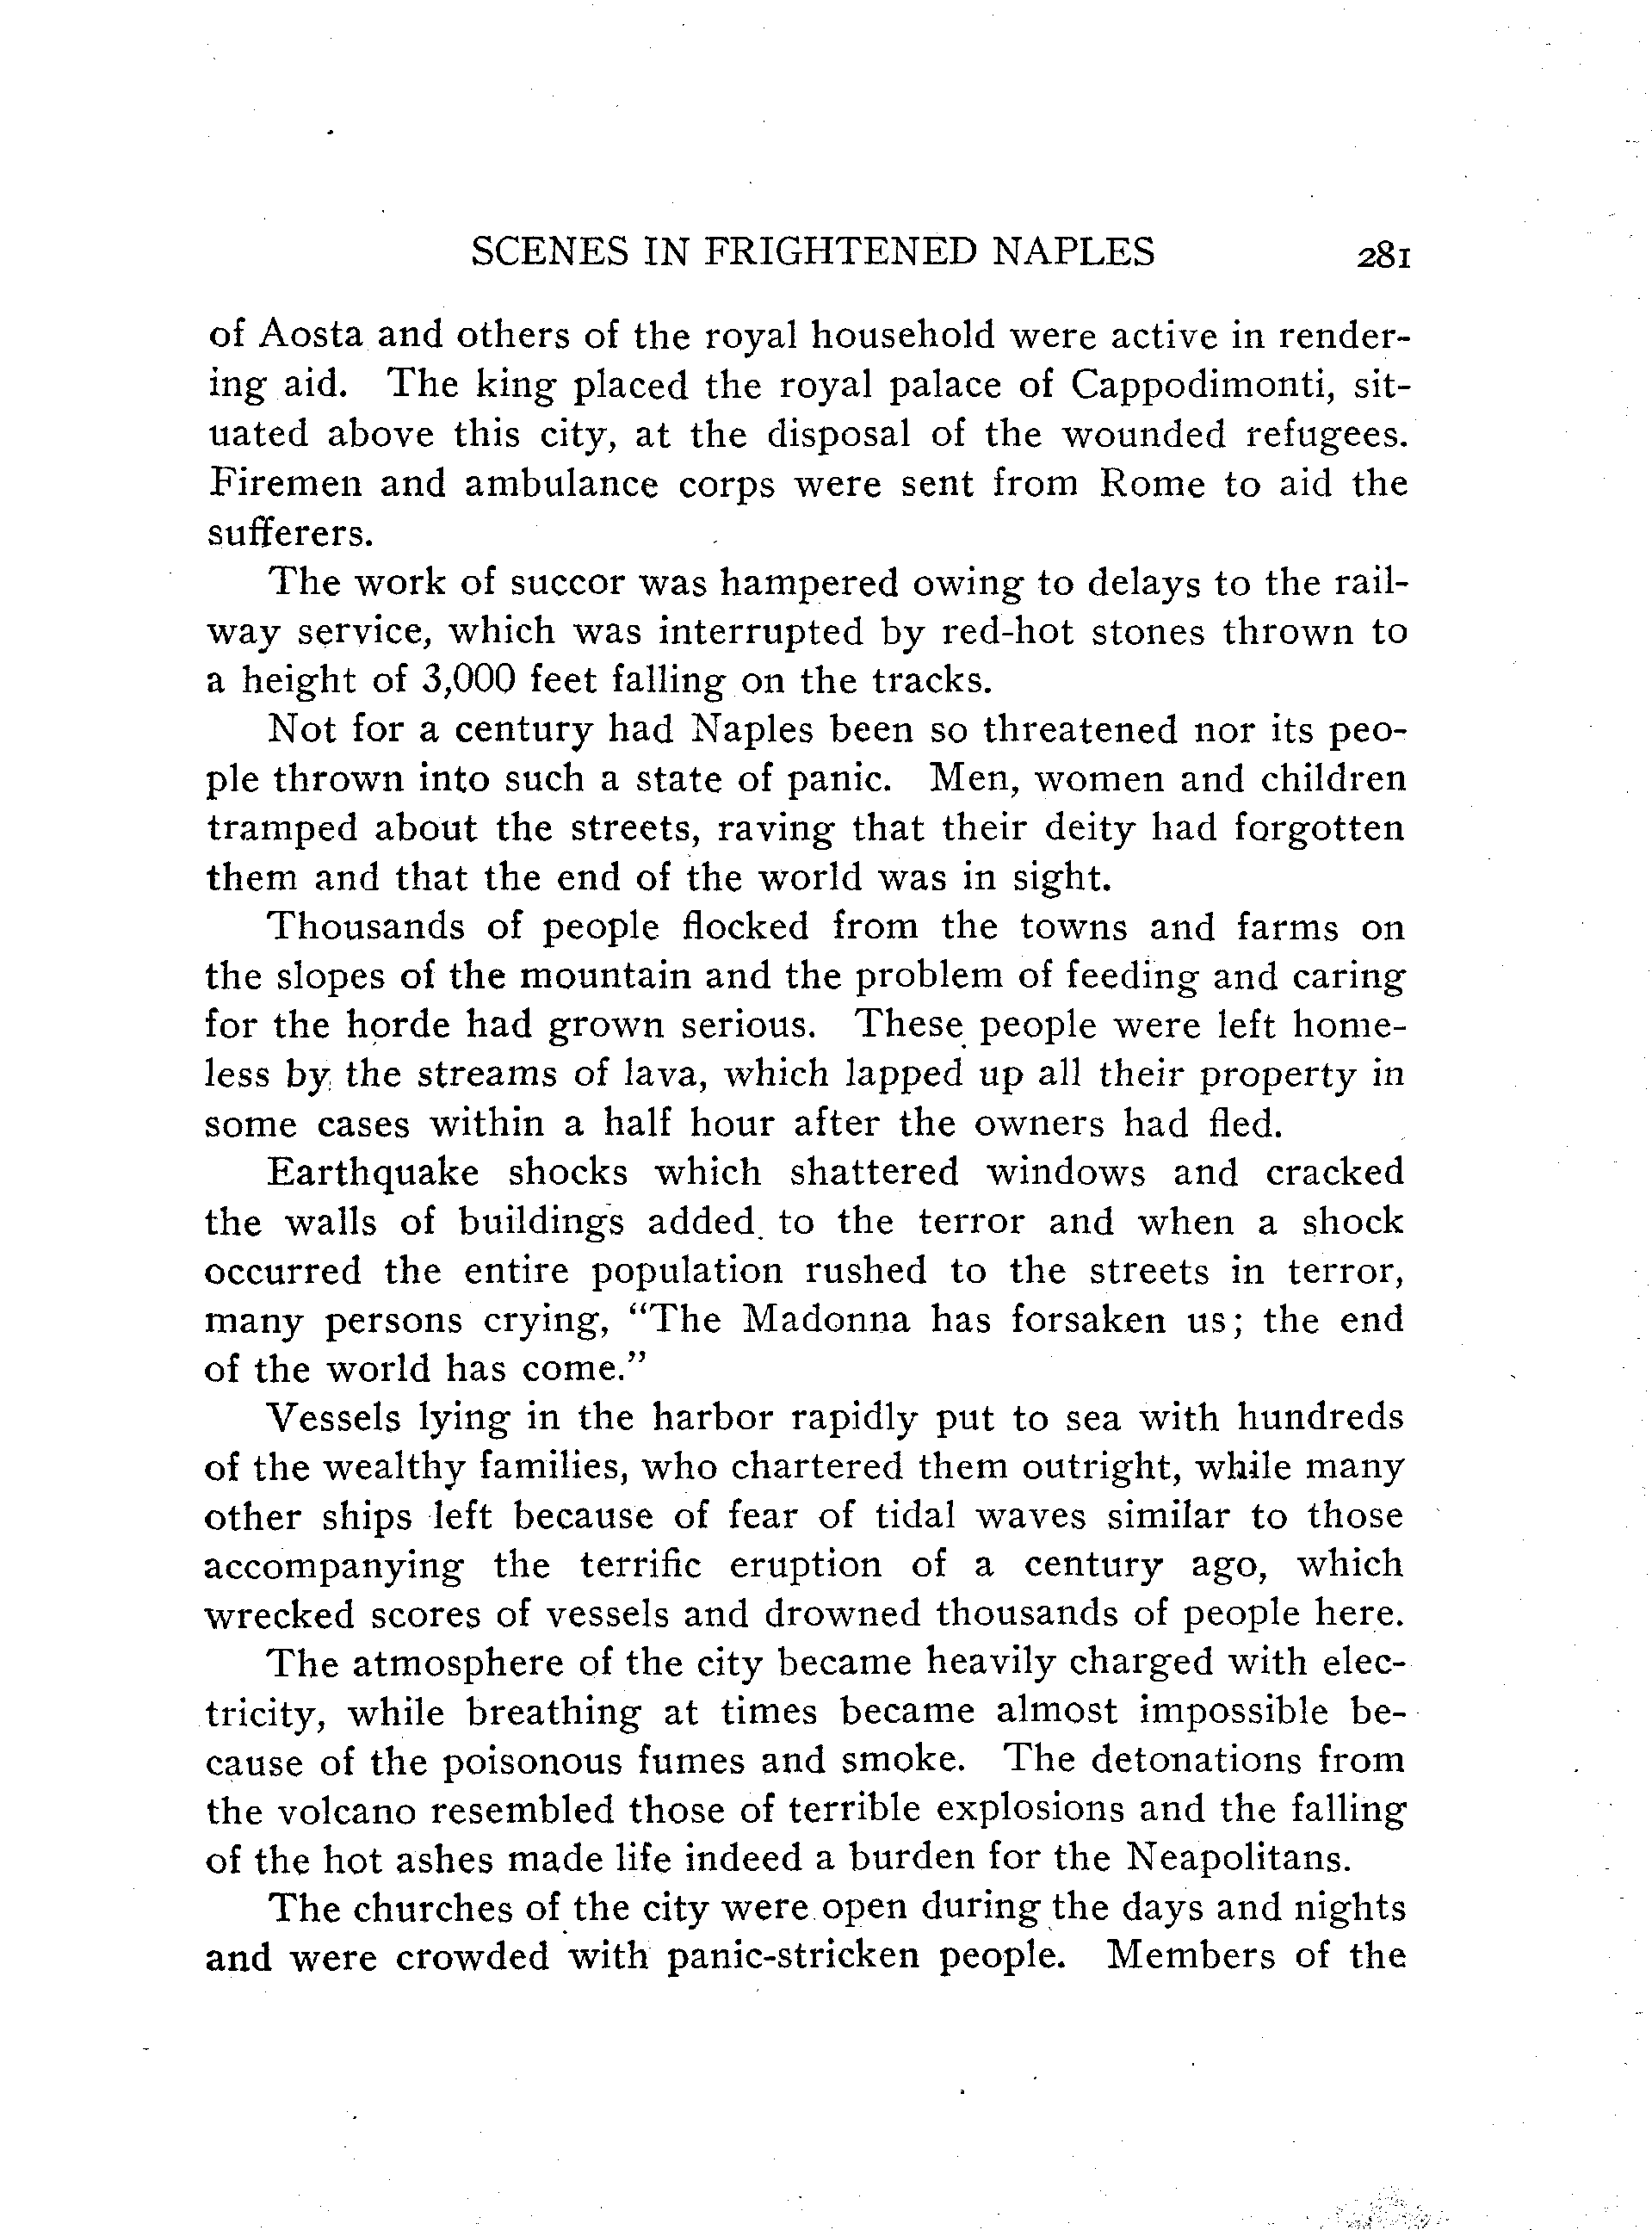 SCENES IN FRIGHTENED NAPLES 281
of Aosta and others of the royal household were active in render-
ing aid. The king placed the royal palace of Cappodimonti, sit-
uated above this city, at the disposal of the wounded refugees.
Firemen and ambulance corps were sent from Rome to aid the
sufferers.
The work of succor was hampered owing to delays to the rail-
way service, which was interrupted by red-hot stones thrown to
a height of 3,000 feet falling on the tracks.
Not for a century had Naples been so threatened nor its peo-
ple thrown into such a state of panic. Men, women and children
tramped about the streets, raving that their deity had forgotten
them and that the end of the world was in sight.
Thousands of people flocked from the towns and farms on
the slopes of the mountain and the problem of feeding and caring
for the horde had grown serious. These people were left home-
less by the streams of lava, which lapped up all their property in
some cases within a half hour after the owners had fled.
Earthquake shocks which shattered windows and cracked
the walls of buildings added to the terror and when a shock
occurred the entire population rushed to the streets in terror,
many persons crying, “The Madonna has forsaken us; the end
of the world has come.”
Vessels lying in the harbor rapidly put to sea with hundreds
of the wealthy families, who chartered them outright, while many
other ships left because of fear of tidal waves similar to those
accompanying the terrific eruption of a century ago, which
wrecked scores of vessels and drowned thousands of people here.
The atmosphere of the city became heavily charged with elec-
tricity, while breathing at times became almost impossible be-
cause of the poisonous fumes and smoke. The detonations from
the volcano resembled those of terrible explosions and the falling
of the hot ashes made life indeed a burden for the Neapolitans.
The churches of the city were open during the days and nights
and were crowded with panic-stricken people. Members of the